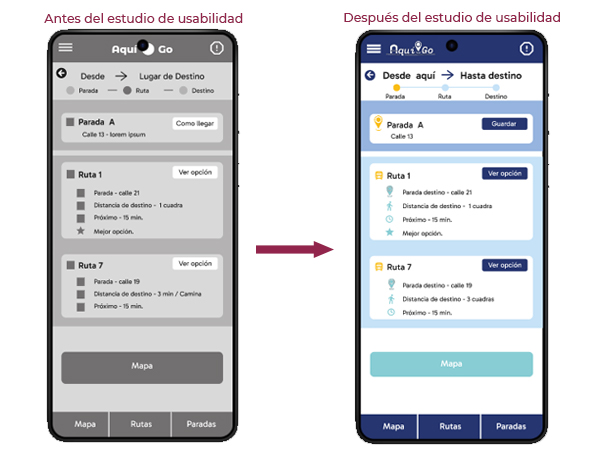 Antes del estudio de usabilidad
Aquí Go
Desde → Lugar de Destino
Parada — Ruta — Destino
Parada A
Como llegar
Calle 13 - lorem ipsum
Ruta 1
Ver opción
Parada - calle 21
Distancia de destino - 1 cuadra
Próximo - 15 min.
Mejor opción.
Ruta 7
Ver opción
Parada - calle 19
Distancia de destino - 3 min / Camina
Próximo - 15 min.
Mapa
Mapa Rutas Paradas
Después del estudio de usabilidad
Aquí Go
Desde aquí → Hasta destino
Parada Ruta Destino
Parada A
Guardar
Calle 13
Ruta 1
Ver opción
Parada destino - calle 21
Distancia de destino - 1 cuadra
Próximo - 15 min.
Mejor opción.
Ruta 7
Ver opción
Parada destino - calle 19
Distancia de destino - 3 cuadras
Próximo - 15 min.
Mapa
Mapa Rutas Paradas